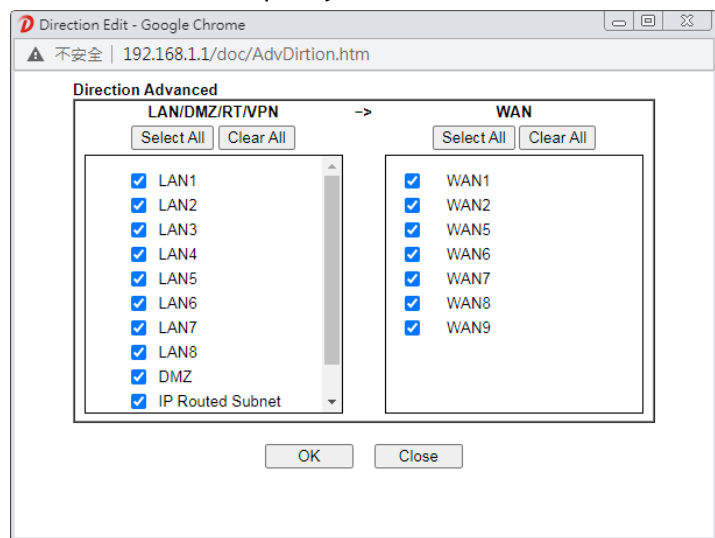 Direction Edit - Google Chrome
不安全 | 192.168.1.1/doc/AdvDirtion.htm
Direction Advanced
LAN/DMZ/RT/VPN -> WAN
Select All Clear All Select All Clear All
LAN1 WAN1
LAN2 WAN2
LAN3 WAN5
LAN4 WAN6
LAN5 WAN7
LAN6 WAN8
LAN7 WAN9
LAN8
DMZ
IP Routed Subnet
OK Close